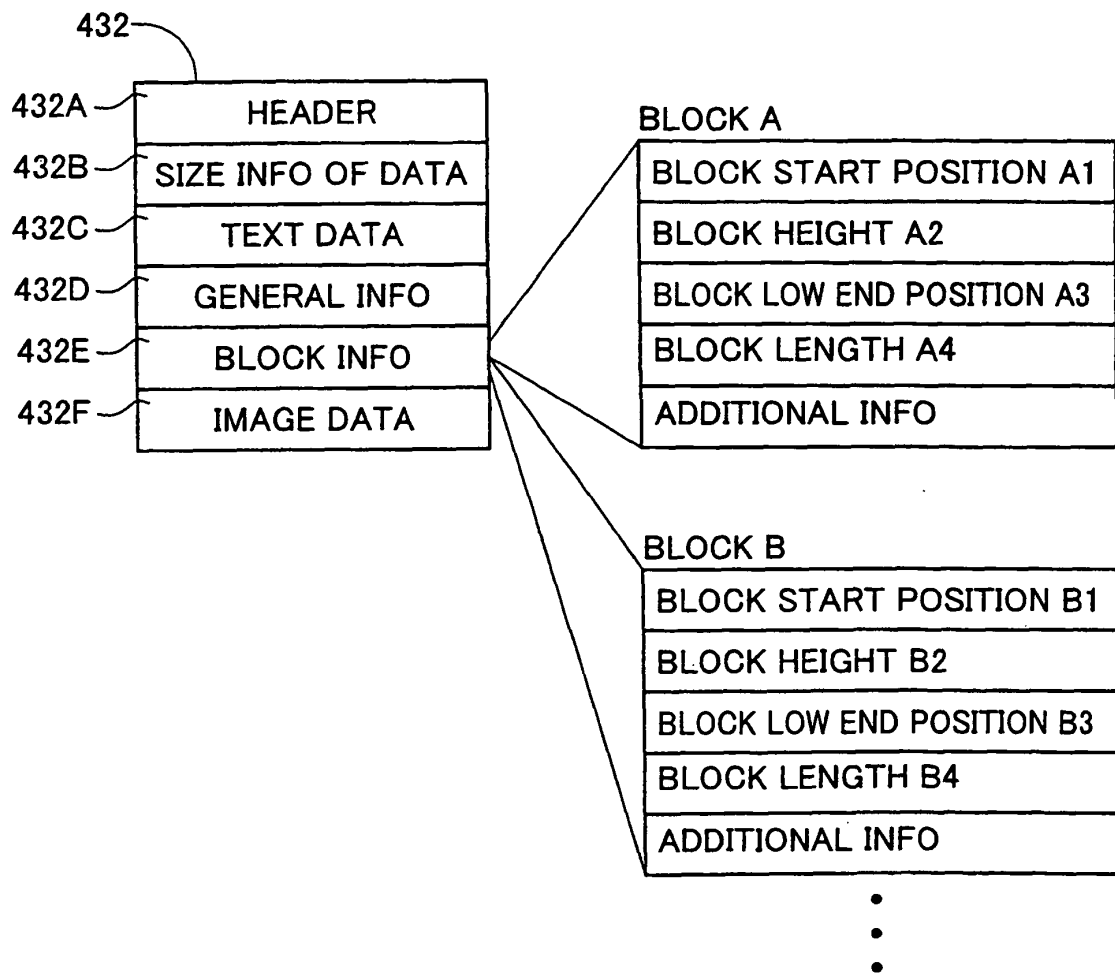 432
432A
HEADER
432B
SIZE INFO OF DATA
432C
TEXT DATA
432D
GENERAL INFO
432E
BLOCK INFO
432F
IMAGE DATA
BLOCK A
BLOCK START POSITION A1
BLOCK HEIGHT A2
BLOCK LOW END POSITION A3
BLOCK LENGTH A4
ADDITIONAL INFO
BLOCK B
BLOCK START POSITION B1
BLOCK HEIGHT B2
BLOCK LOW END POSITION B3
BLOCK LENGTH B4
ADDITIONAL INFO